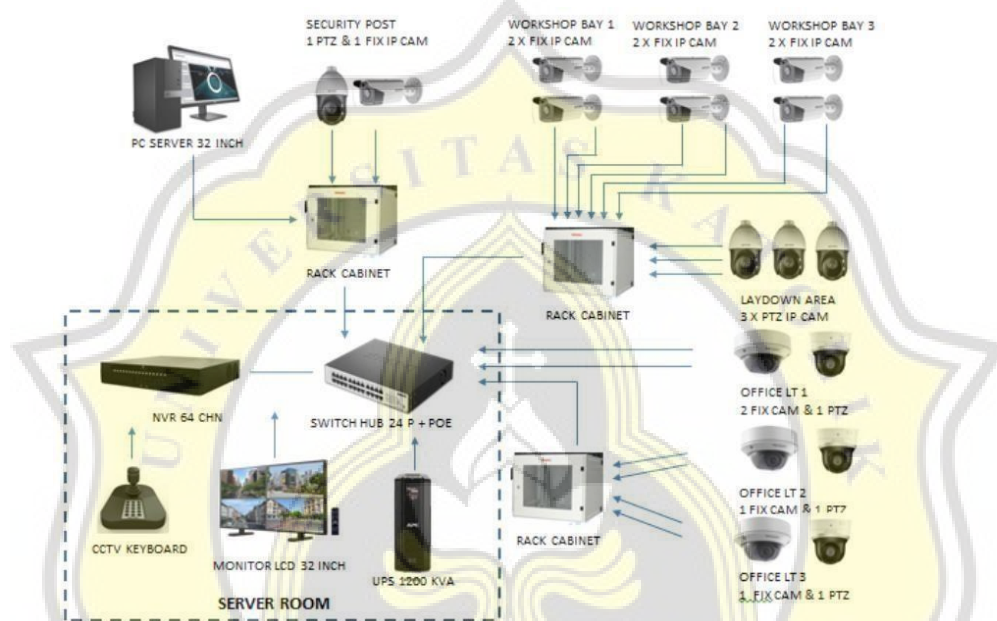 SECURITY POST
1 PTZ & 1 FIX IP CAM
WORKSHOP BAY 1
2 X FIX IP CAM
WORKSHOP BAY 2
2 X FIX IP CAM
WORKSHOP BAY 3
2 X FIX IP CAM
PC SERVER 32 INCH
RACK CABINET
RACK CABINET
LAYDOWN AREA
3 X PTZ IP CAM
NVR 64 CHN
SWITCH HUB 24 P + POE
OFFICE LT 1
2 FIX CAM & 1 PTZ
OFFICE LT 2
1 FIX CAM & 1 PTZ
CCTV KEYBOARD
MONITOR LCD 32 INCH
UPS 1200 KVA
APC
RACK CABINET
OFFICE LT 3
1 FIX CAM & 1 PTZ
SERVER ROOM
UNIVERSITAS KATOLIK